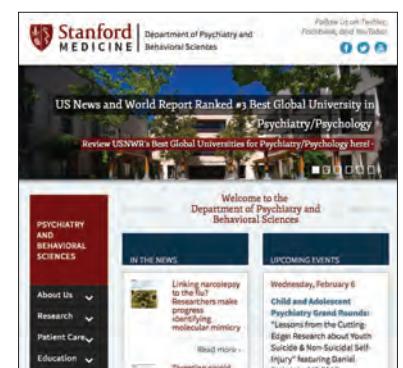 Stanford
MEDICINE
Department of Psychiatry and
Behavioral Sciences
Follow Us on Twitter,
Facebook, and YouTube!
US News and World Report Ranked #3 Best Global University in
Psychiatry/Psychology
Review USNWR's Best Global Universities for Psychiatry/Psychology here! ›
Welcome to the
Department of Psychiatry and
Behavioral Sciences
PSYCHIATRY
AND
BEHAVIORAL
SCIENCES
About Us
Research
Patient Care
Education
IN THE NEWS
Linking narcolepsy
to the flu?
Researchers make
progress
identifying
molecular mimicry
Read more ›
UPCOMING EVENTS
Wednesday, February 6
Child and Adolescent
Psychiatry Grand Rounds:
"Lessons from the Cutting-
Edge: Research about Youth
Suicide & Non-Suicidal Self-
Injury" featuring Daniel